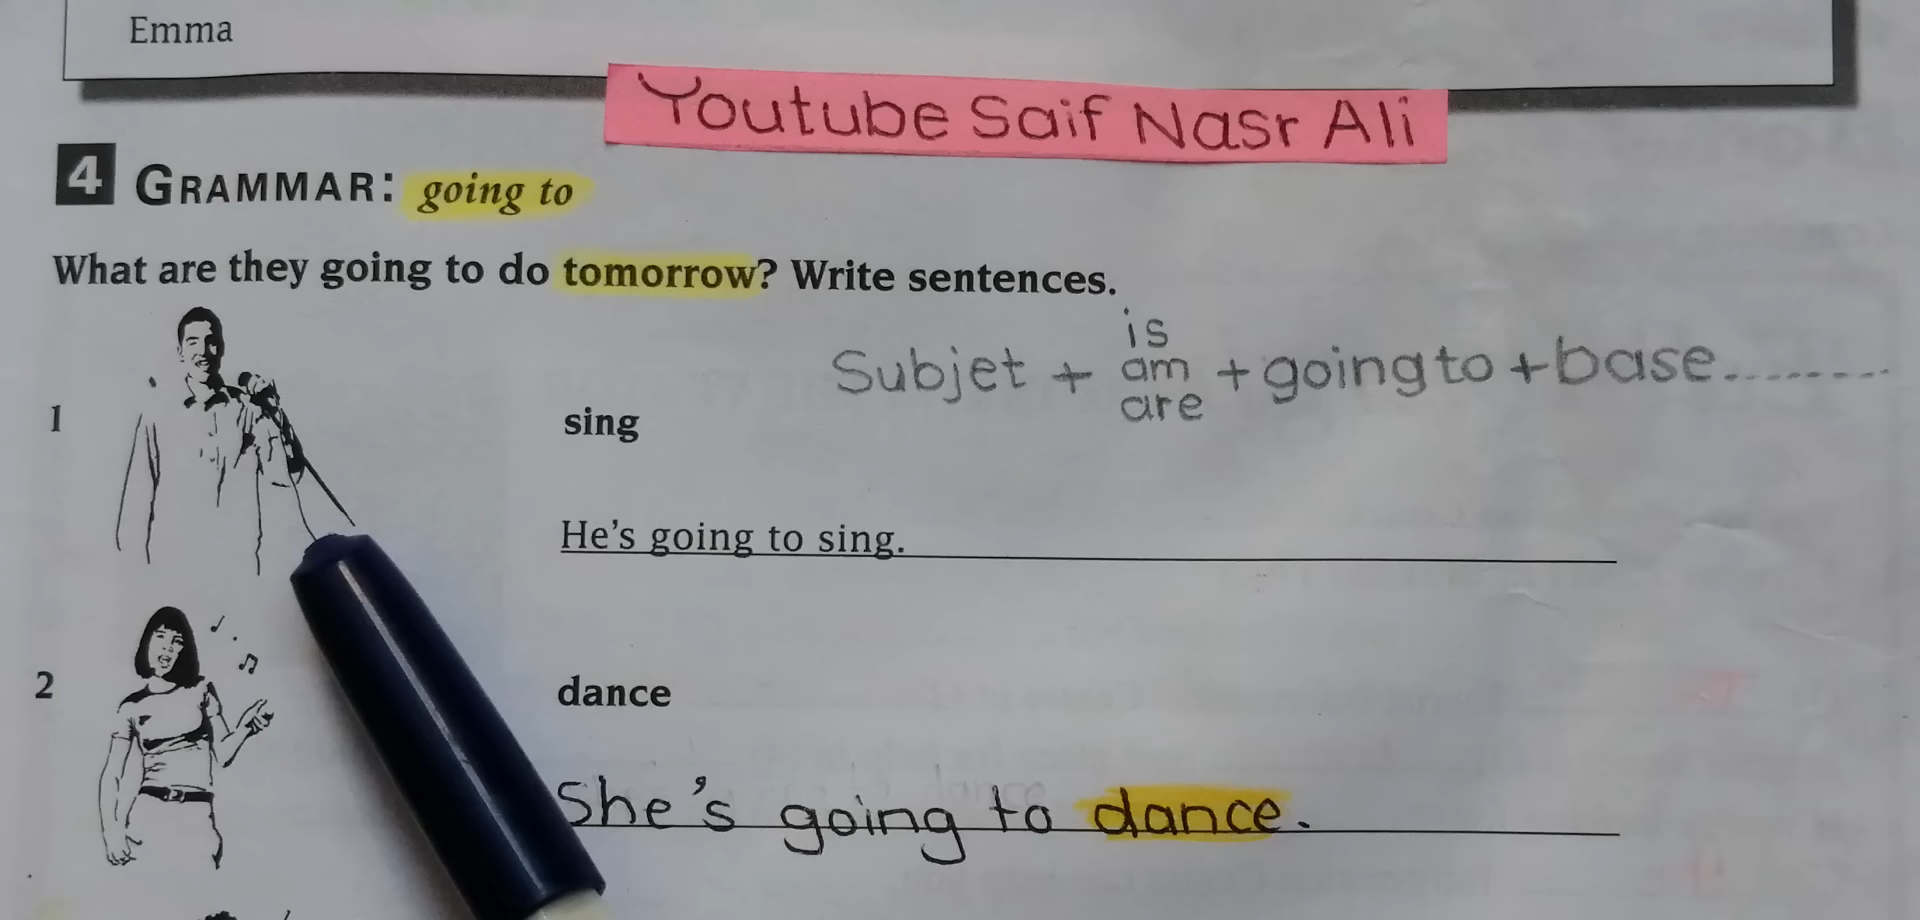 Emma
Youtube Saif Nasr Ali
4 GRAMMAR: going to
What are they going to do tomorrow? Write sentences.
is
Subjet + am + going to + base........
are
1 sing
He's going to sing.
2 dance
She's going to dance.